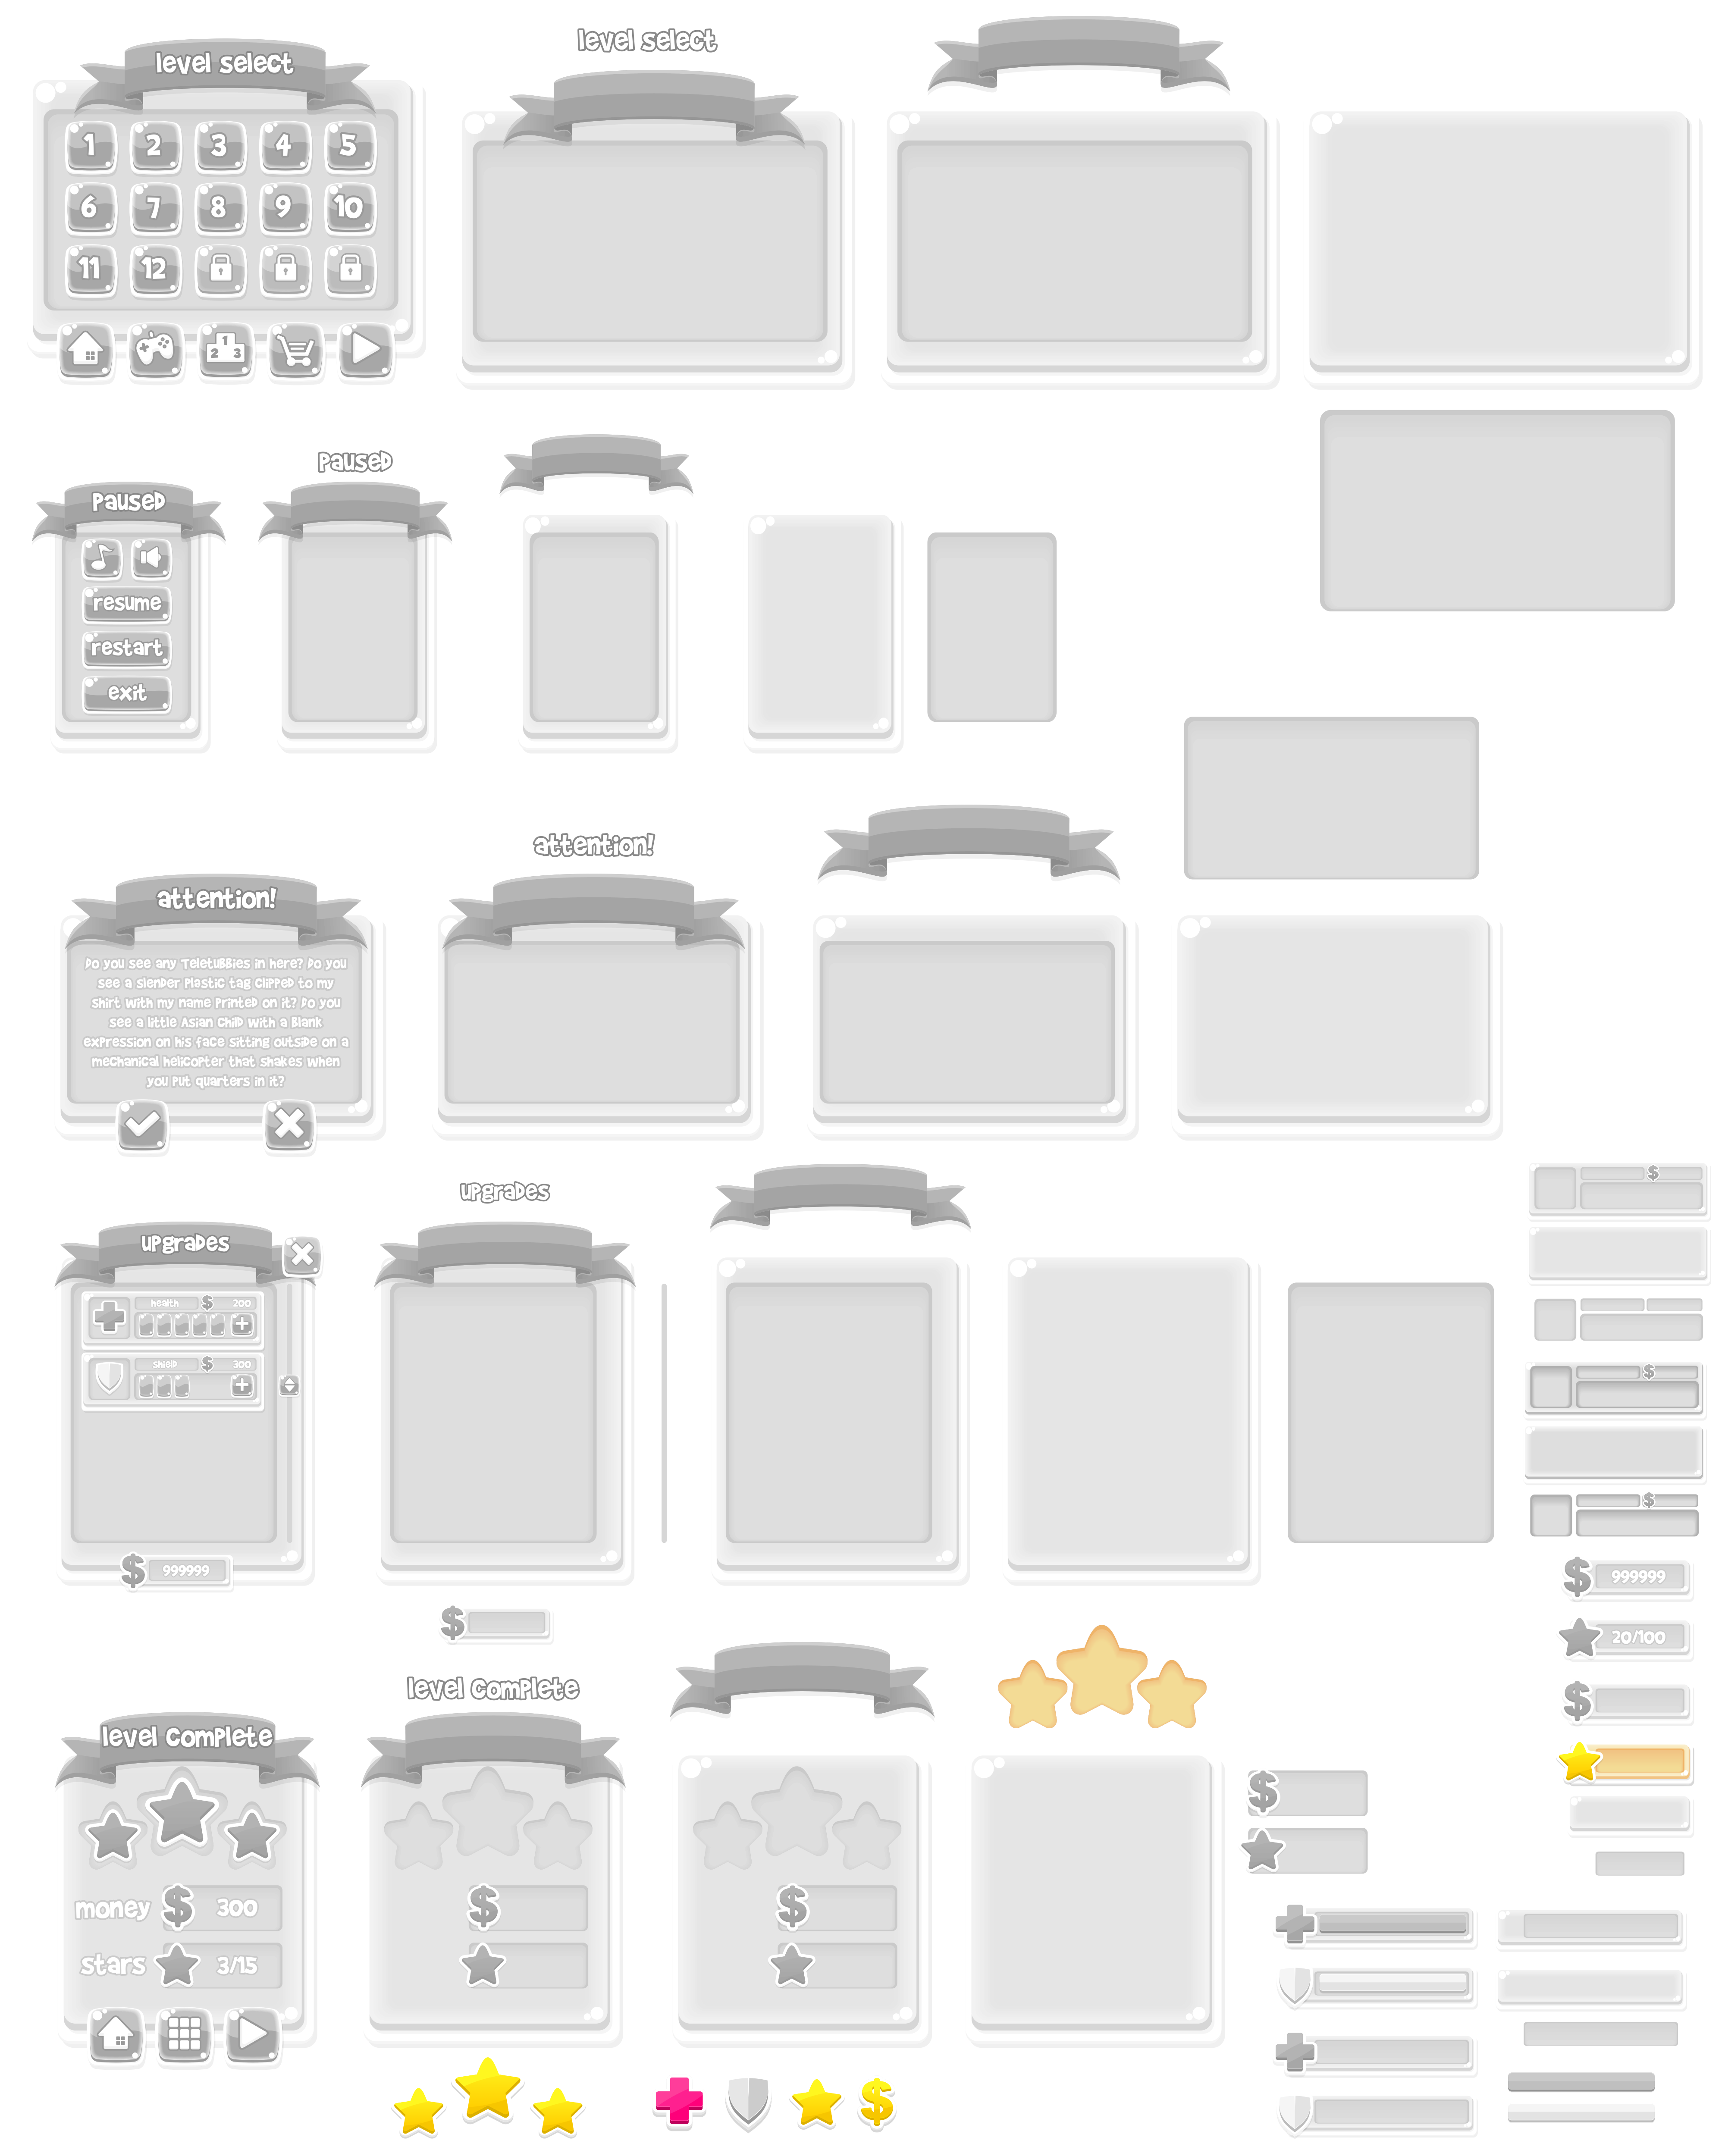 level select
level select
1 2 3 4 5
6 7 8 9 10
11 12
1
2 3
Paused
Paused
resume
restart
exit
attention!
attention!
Do you see any Teletubbies in here? Do you
see a slender plastic tag clipped to my
shirt with my name printed on it? Do you
see a little Asian child with a blank
expression on his face sitting outside on a
mechanical helicopter that shakes when
you put quarters in it?
upgrades
upgrades
health $ 200
shield $ 300
$ 999999
$
$
$
$
$ 999999
20/100
$
level complete
level complete
money $ 300
stars 3/15
$
$
$
$